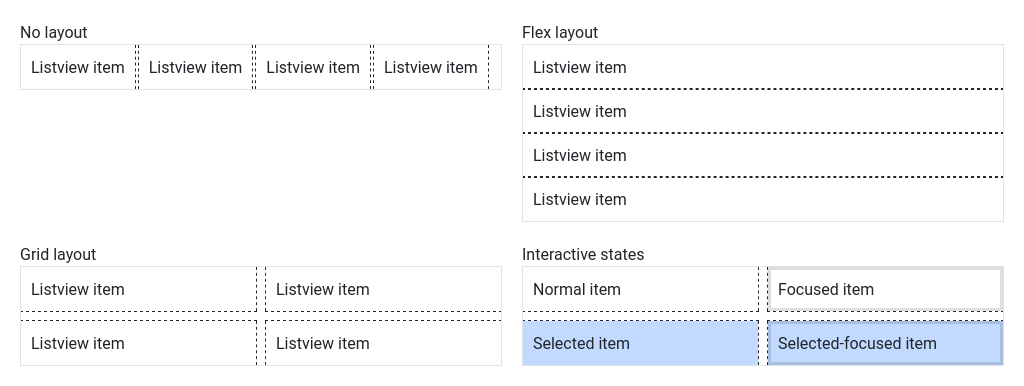 No layout
Listview item Listview item Listview item Listview item
Flex layout
Listview item
Listview item
Listview item
Listview item
Grid layout
Listview item Listview item
Listview item Listview item
Interactive states
Normal item Focused item
Selected item Selected-focused item